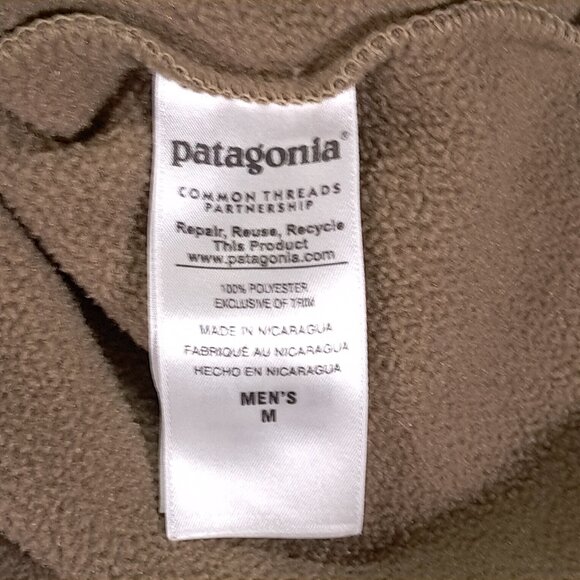 patagonia®
COMMON THREADS
PARTNERSHIP
Repair, Reuse, Recycle
This Product
www.patagonia.com
100% POLYESTER
EXCLUSIVE OF TRIM
MADE IN NICARAGUA
FABRIQUÉ AU NICARAGUA
HECHO EN NICARAGUA
MEN'S
M